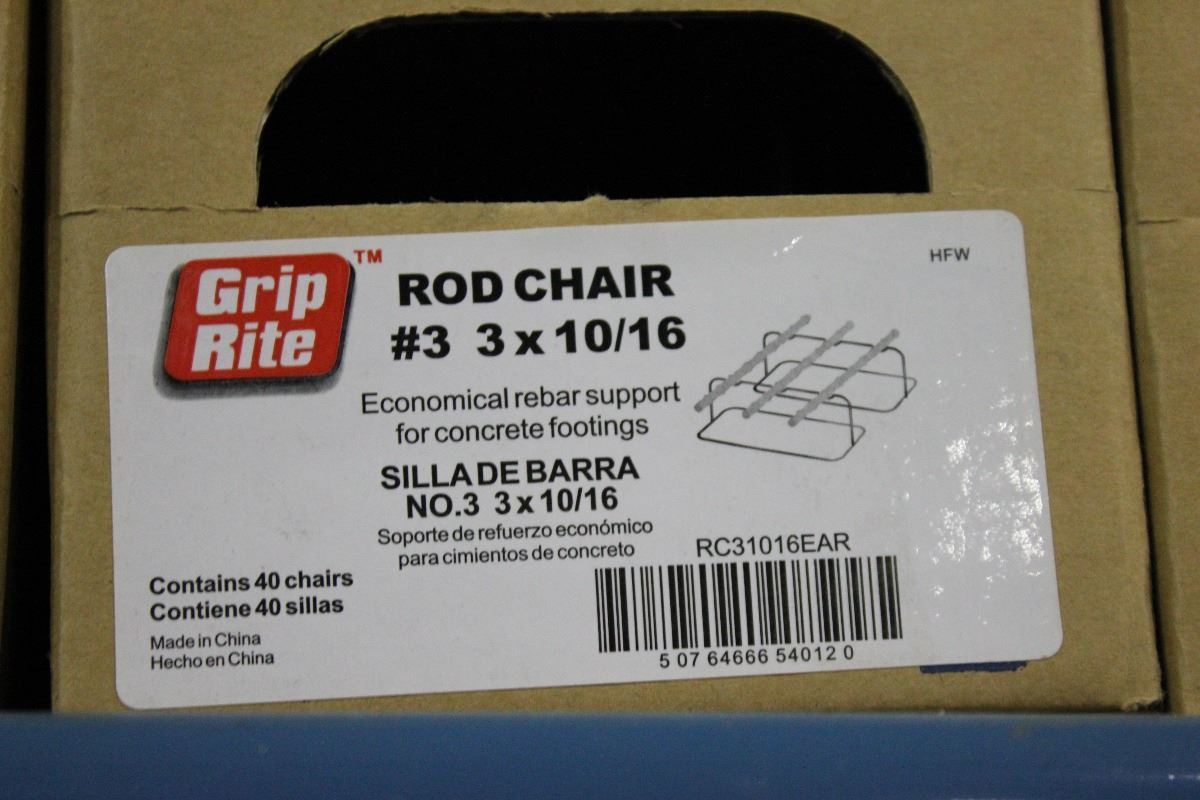 Grip
Rite
TM
HFW
ROD CHAIR
#3 3 x 10/16
Economical rebar support
for concrete footings
SILLA DE BARRA
NO.3 3 x 10/16
Soporte de refuerzo económico
para cimientos de concreto
Contains 40 chairs
Contiene 40 sillas
Made in China
Hecho en China
RC31016EAR
5 07 64666 54012 0